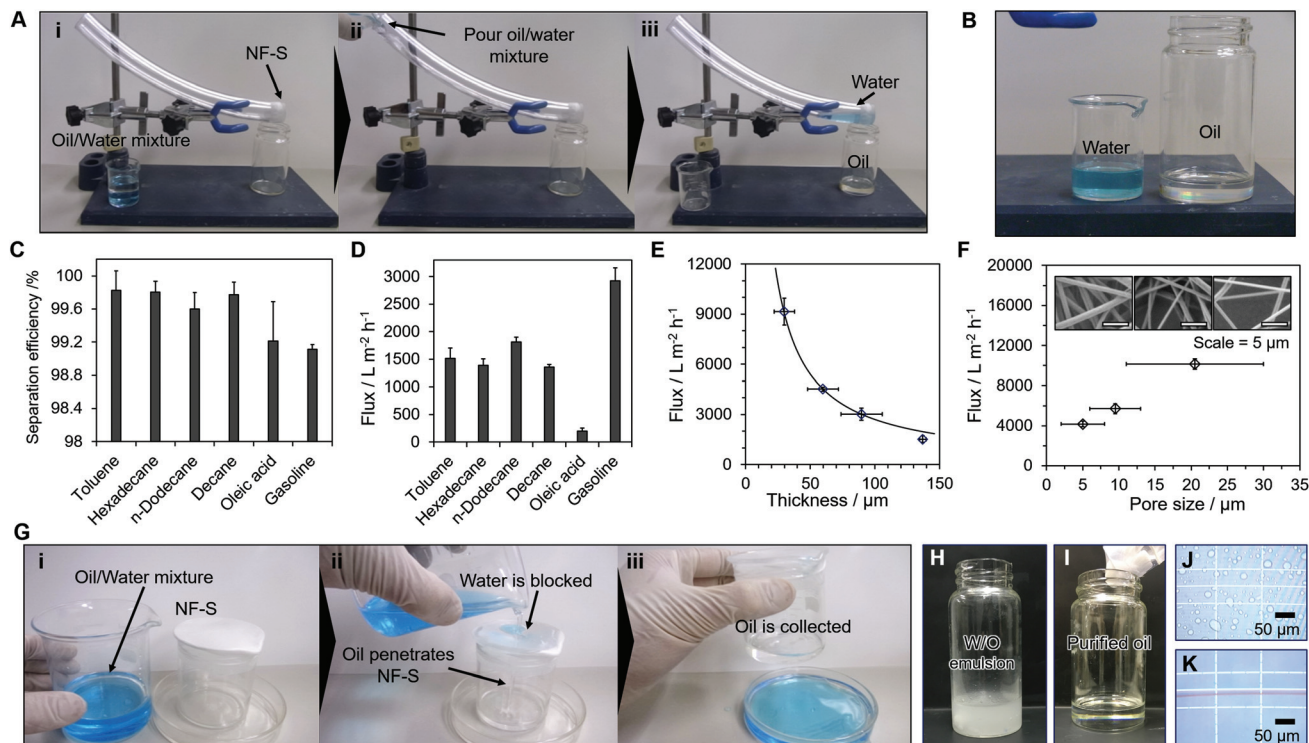 A
i
NF-S
Oil/Water mixture
ii
Pour oil/water
mixture
iii
Water
Oil
B
Water
Oil
C
Separation efficiency /%
100
99.6
99.2
98.8
98.4
98
Toluene
Hexadecane
n-Dodecane
Decane
Oleic acid
Gasoline
D
Flux / L m⁻² h⁻¹
3000
2500
2000
1500
1000
500
0
Toluene
Hexadecane
n-Dodecane
Decane
Oleic acid
Gasoline
E
Flux / L m⁻² h⁻¹
12000
9000
6000
3000
0
0
50
100
150
Thickness / µm
F
Flux / L m⁻² h⁻¹
20000
16000
12000
8000
4000
0
Scale = 5 µm
0 5 10 15 20 25 30 35
Pore size / µm
G
i
Oil/Water mixture
NF-S
ii
Water is blocked
Oil penetrates
NF-S
iii
Oil is collected
H
W/O
emulsion
I
Purified oil
J
50 µm
K
50 µm